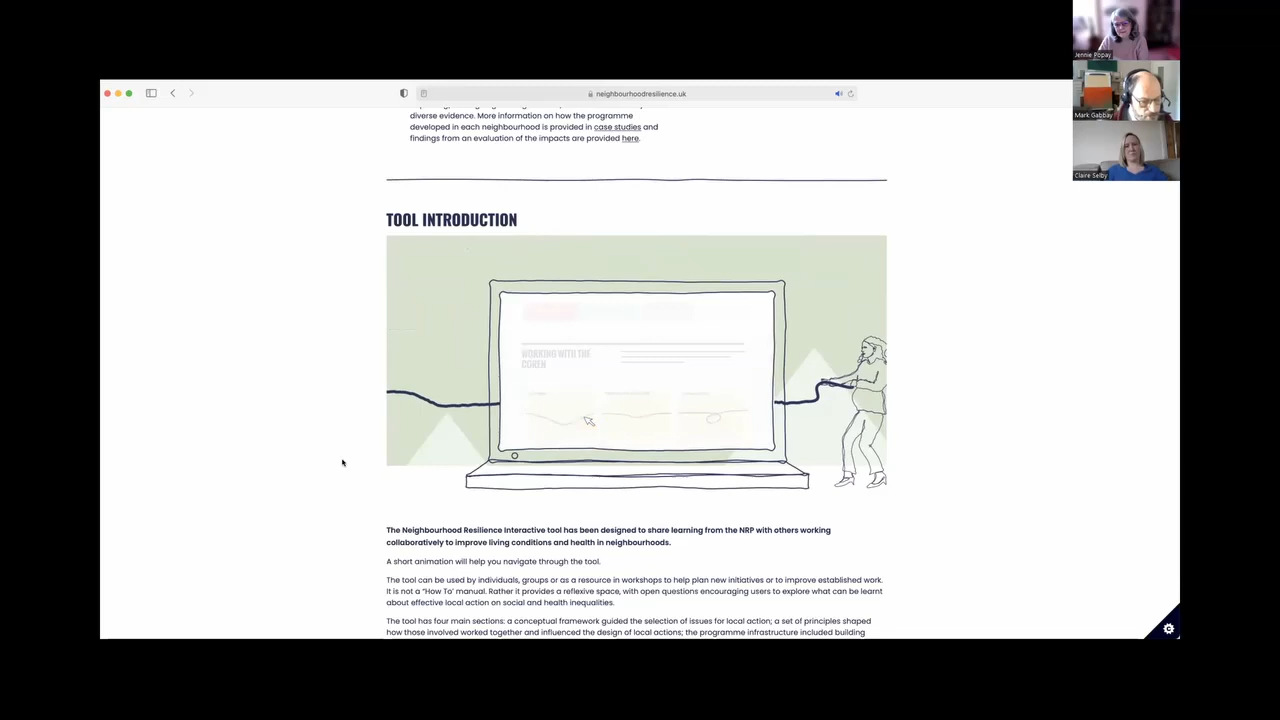 Jennie Popay
neighbourhoodresilience.uk
diverse evidence. More information on how the programme
Mark Gabbay
developed in each neighbourhood is provided in case studies and
findings from an evaluation of the impacts are provided here.
Claire Selby
TOOL INTRODUCTION
WORKING WITH THE
COREN
The Neighbourhood Resilience Interactive tool has been designed to share learning from the NRP with others working
collaboratively to improve living conditions and health in neighbourhoods.
A short animation will help you navigate through the tool.
The tool can be used by individuals, groups or as a resource in workshops to help plan new initiatives or to improve established work.
It is not a “How To’ manual. Rather it provides a reflexive space, with open questions encouraging users to explore what can be learnt
about effective local action on social and health inequalities.
The tool has four main sections: a conceptual framework guided the selection of issues for local action; a set of principles shaped
how those involved worked together and influenced the design of local actions; the programme infrastructure included building